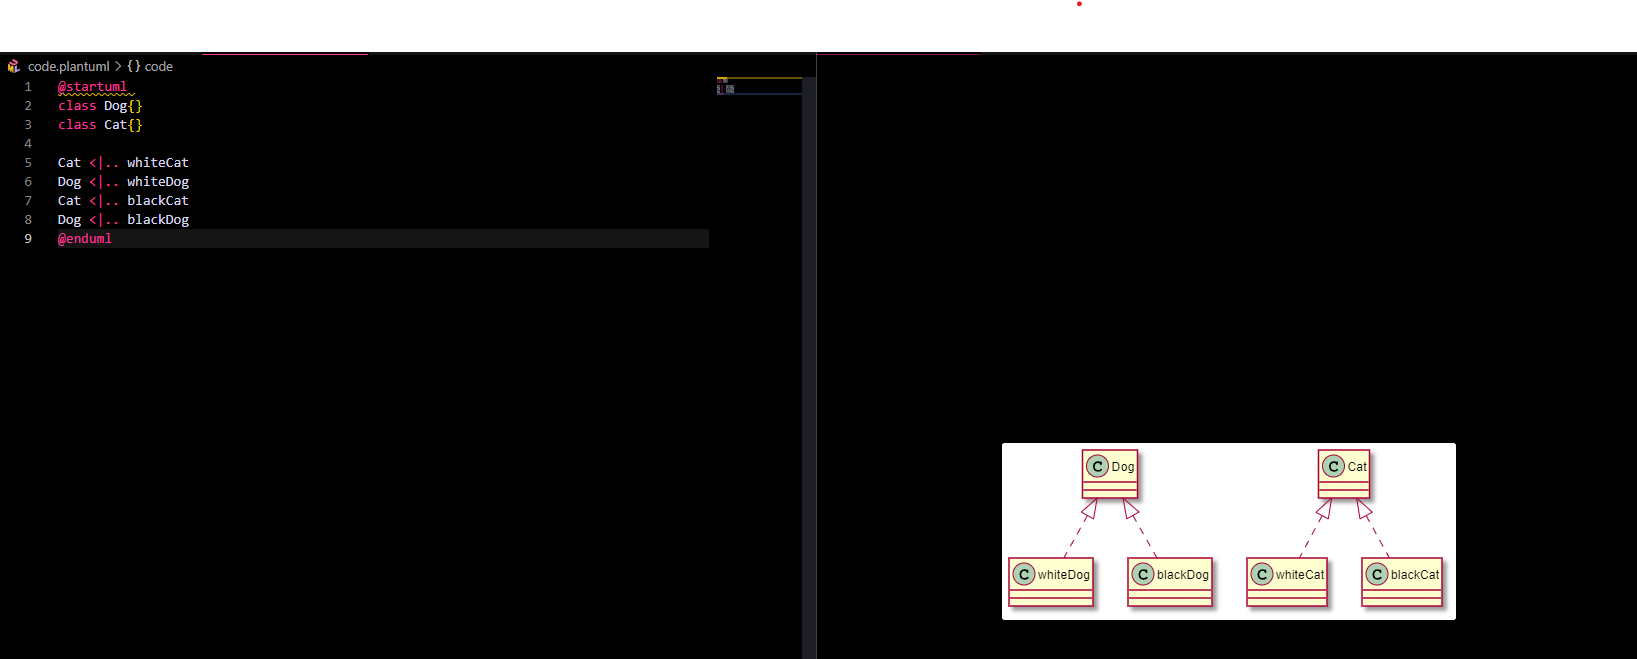 code.plantuml > {} code
1 @startuml
2 class Dog{}
3 class Cat{}
4
5 Cat <|.. whiteCat
6 Dog <|.. whiteDog
7 Cat <|.. blackCat
8 Dog <|.. blackDog
9 @enduml
C Dog
C Cat
C whiteDog
C blackDog
C whiteCat
C blackCat